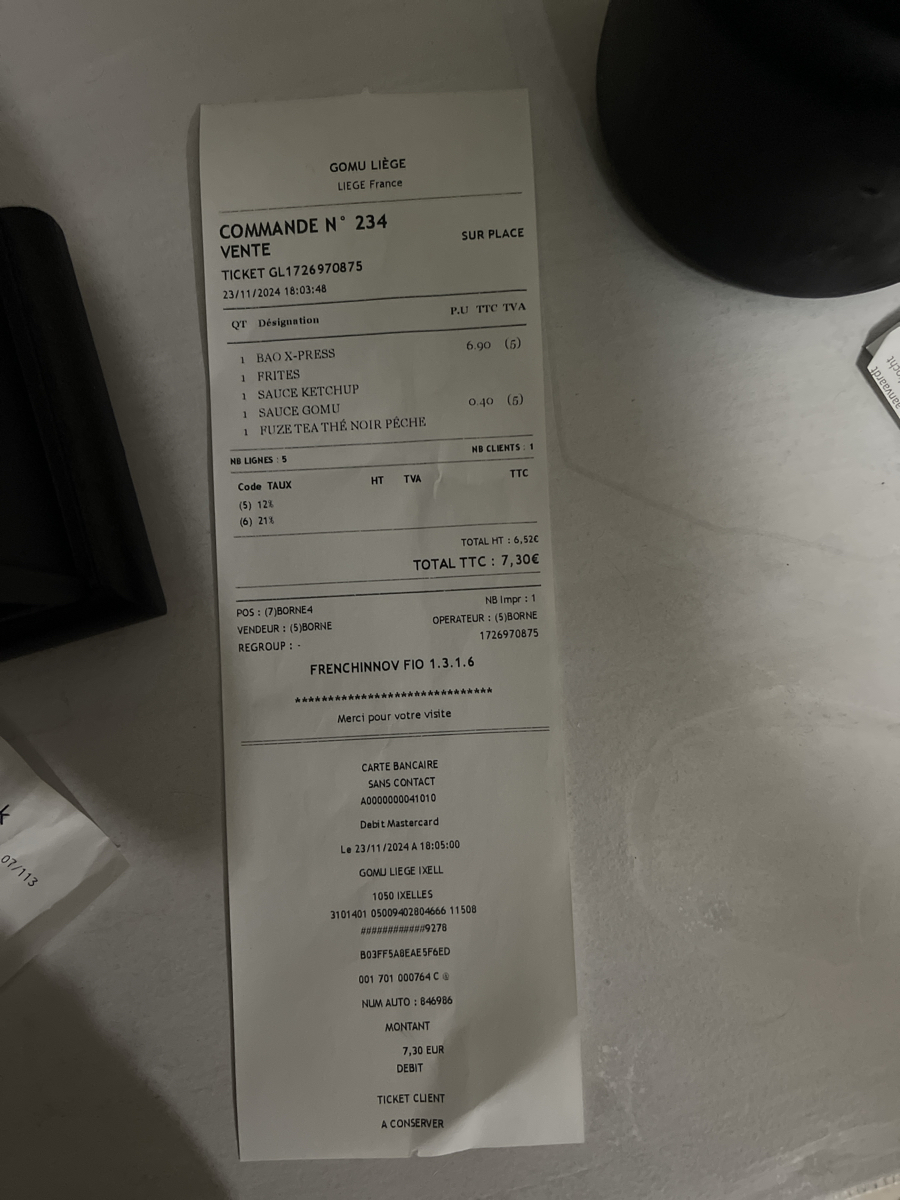 GOMU LIÈGE
LIEGE France
COMMANDE N° 234
VENTE
SUR PLACE
TICKET GL1726970875
23/11/2024 18:03:48
QT Désignation P.U TTC TVA
1 BAO X-PRESS 6.90 (5)
1 FRITES
1 SAUCE KETCHUP
1 SAUCE GOMU 0.40 (5)
1 FUZE TEA THÉ NOIR PÊCHE
NB LIGNES : 5 NB CLIENTS : 1
Code TAUX HT TVA TTC
(5) 12%
(6) 21%
TOTAL HT : 6,52€
TOTAL TTC : 7,30€
POS : (7)BORNE4 NB Impr : 1
VENDEUR : (5)BORNE OPERATEUR : (5)BORNE
REGROUP : - 1726970875
FRENCHINNOV FIO 1.3.1.6
******************************
Merci pour votre visite
CARTE BANCAIRE
SANS CONTACT
A0000000041010
Debit Mastercard
Le 23/11/2024 A 18:05:00
GOMU LIEGE IXELL
1050 IXELLES
3101401 05009402804666 11508
############9278
B03FF5A8EAE5F6ED
001 701 000764 C @
NUM AUTO : 846986
MONTANT
7,30 EUR
DEBIT
TICKET CLIENT
A CONSERVER
07/113
aanvaardt